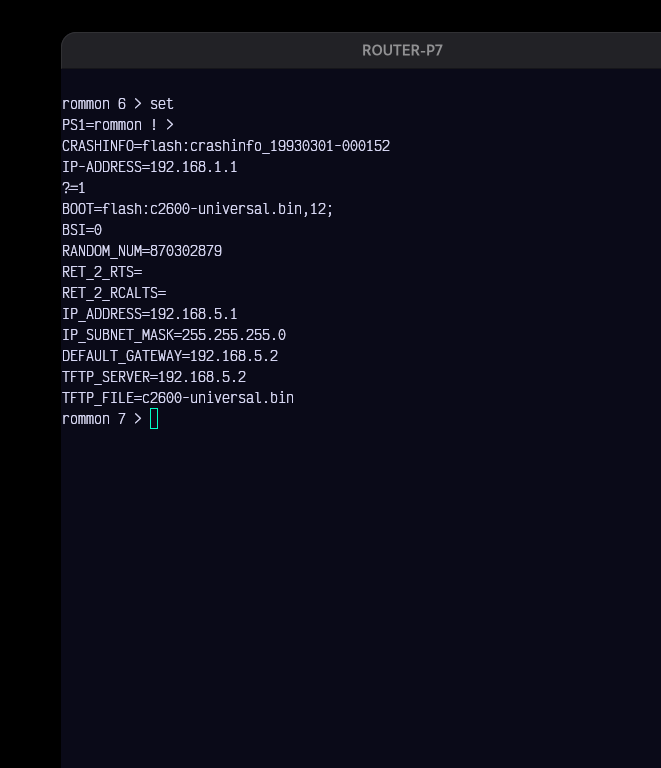 ROUTER-P7
rommon 6 > set
PS1=rommon ! >
CRASHINFO=flash:crashinfo_19930301-000152
IP-ADDRESS=192.168.1.1
?=1
BOOT=flash:c2600-universal.bin,12;
BSI=0
RANDOM_NUM=870302879
RET_2_RTS=
RET_2_RCALTS=
IP_ADDRESS=192.168.5.1
IP_SUBNET_MASK=255.255.255.0
DEFAULT_GATEWAY=192.168.5.2
TFTP_SERVER=192.168.5.2
TFTP_FILE=c2600-universal.bin
rommon 7 >